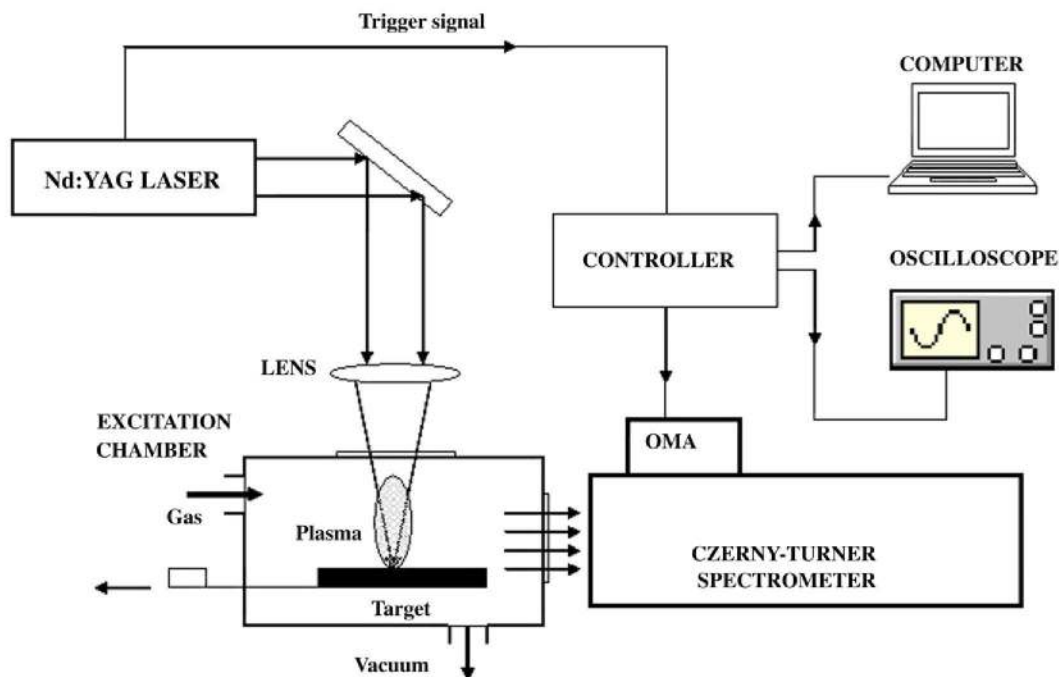 Trigger signal
COMPUTER
Nd:YAG LASER
CONTROLLER
OSCILLOSCOPE
LENS
EXCITATION
CHAMBER
OMA
Gas
Plasma
CZERNY-TURNER
SPECTROMETER
Target
Vacuum